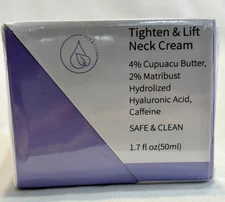 Tighten & Lift
Neck Cream
4% Cupuacu Butter,
2% Matribust
Hydrolized
Hyaluronic Acid,
Caffeine
SAFE & CLEAN
1.7 fl oz(50ml)